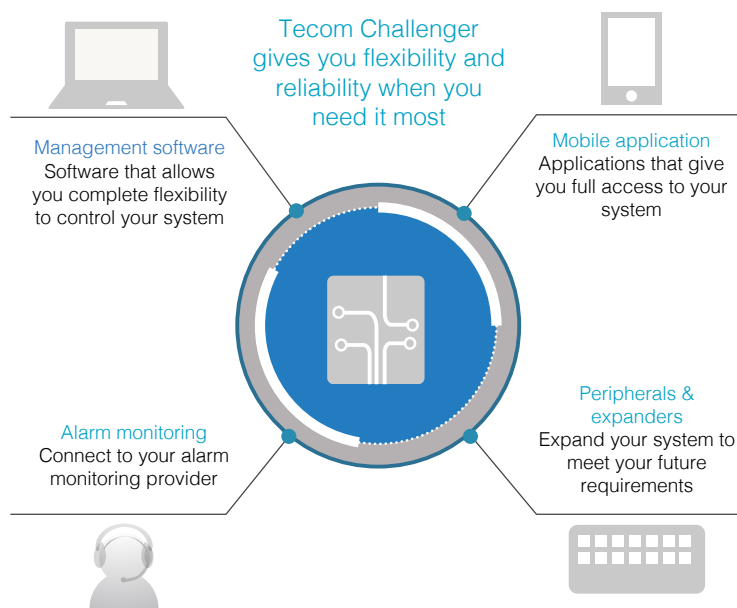 Tecom Challenger
gives you flexibility and
reliability when you
need it most
Management software
Software that allows
you complete flexibility
to control your system
Mobile application
Applications that give
you full access to your
system
Alarm monitoring
Connect to your alarm
monitoring provider
Peripherals &
expanders
Expand your system to
meet your future
requirements